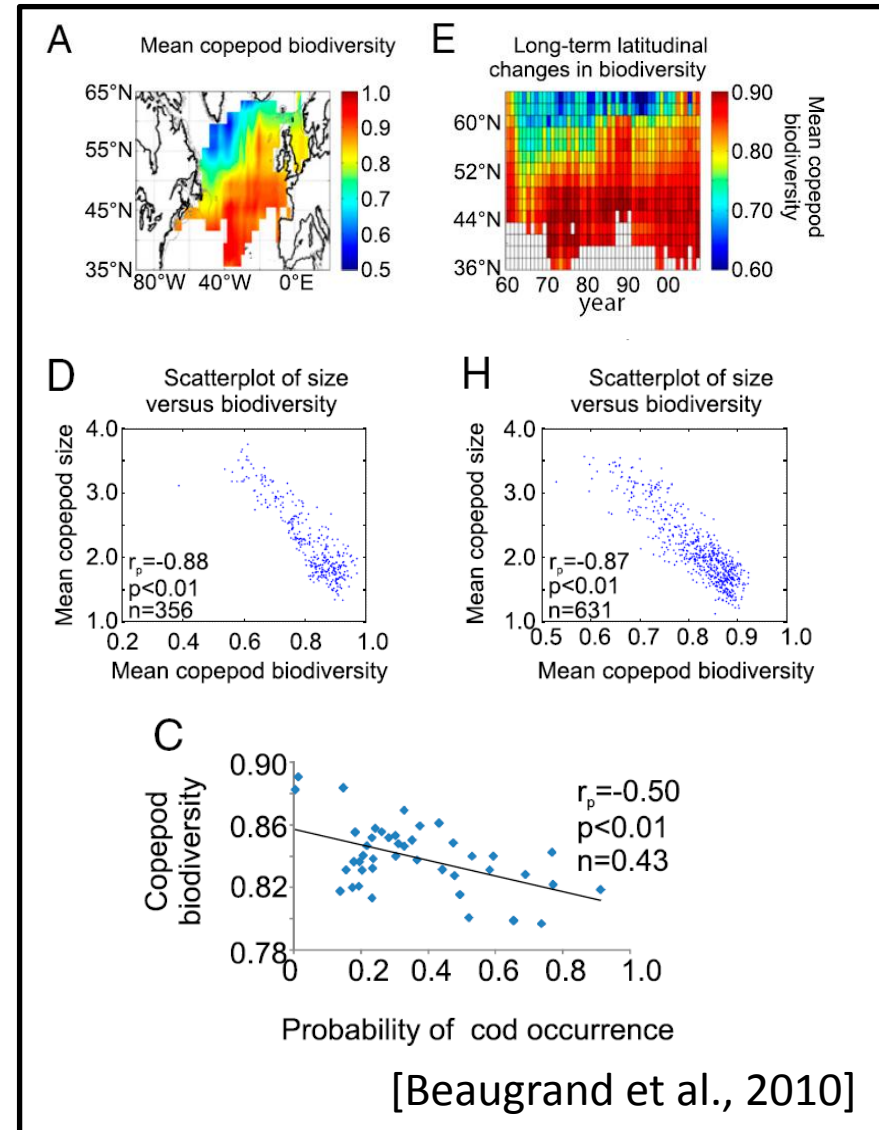 A
Mean copepod biodiversity
65°N
55°N
45°N
35°N
80°W 40°W 0°E
1.0
0.9
0.8
0.7
0.6
0.5
E
Long-term latitudinal
changes in biodiversity
60°N
52°N
44°N
36°N
60 70 80 90 00
year
0.90
0.80
0.70
0.60
Mean copepod
biodiversity
D
Scatterplot of size
versus biodiversity
Mean copepod size
4.0
3.0
2.0
1.0
rp=-0.88
p<0.01
n=356
0.2 0.4 0.6 0.8 1.0
Mean copepod biodiversity
H
Scatterplot of size
versus biodiversity
Mean copepod size
4.0
3.0
2.0
1.0
rp=-0.87
p<0.01
n=631
0.5 0.6 0.7 0.8 0.9 1.0
Mean copepod biodiversity
C
Copepod
biodiversity
0.90
0.86
0.82
0.78
rp=-0.50
p<0.01
n=0.43
0 0.2 0.4 0.6 0.8 1.0
Probability of cod occurrence
[Beaugrand et al., 2010]